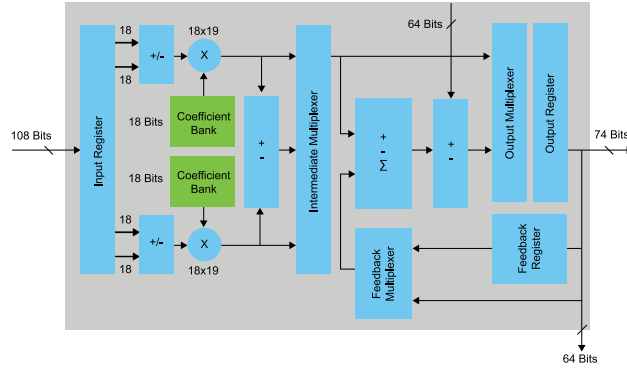 64 Bits
18
18
+/-
18x19
X
18 Bits
Coefficient
Bank
108 Bits
Input Register
+
-
Intermediate Multiplexer
Σ - +
+
-
Output Multiplexer
Output Register
74 Bits
18 Bits
Coefficient
Bank
18
18
+/-
X
18x19
Feedback
Multiplexer
Feedback
Register
64 Bits